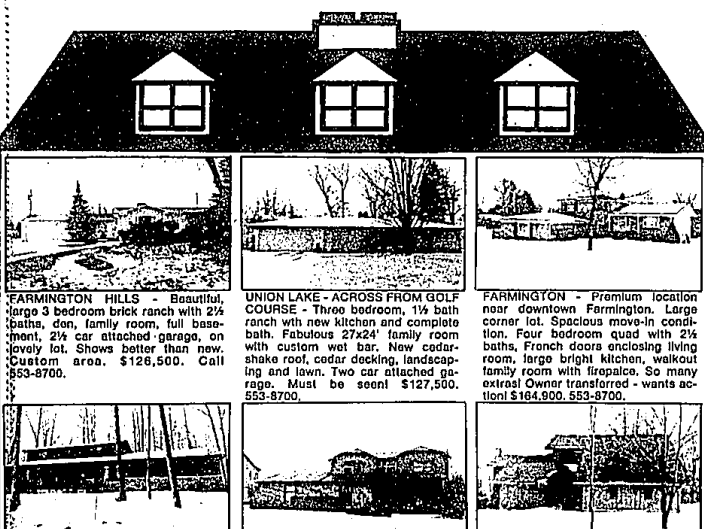 FARMINGTON HILLS - Beautiful,
large 3 bedroom brick ranch with 2½
baths, den, family room, full base-
ment, 2½ car attached garage, on
lovely lot. Shows better than new.
Custom area. $126,500. Call
553-8700.
UNION LAKE - ACROSS FROM GOLF
COURSE - Three bedroom, 1½ bath
ranch wth new kitchen and complete
bath. Fabulous 27x24' family room
with custom wet bar. New cedar-
shake roof, cedar decking, landscap-
ing and lawn. Two car attached ga-
rage. Must be seen! $127,500.
553-8700.
FARMINGTON - Premium location
near downtown Farmington. Large
corner lot. Spacious move-in condi-
tion. Four bedroom quad with 2½
baths, French doors enclosing living
room, large bright kitchen, walkout
family room with firepalce. So many
extras! Owner transferred - wants ac-
tion! $164,900. 553-8700.